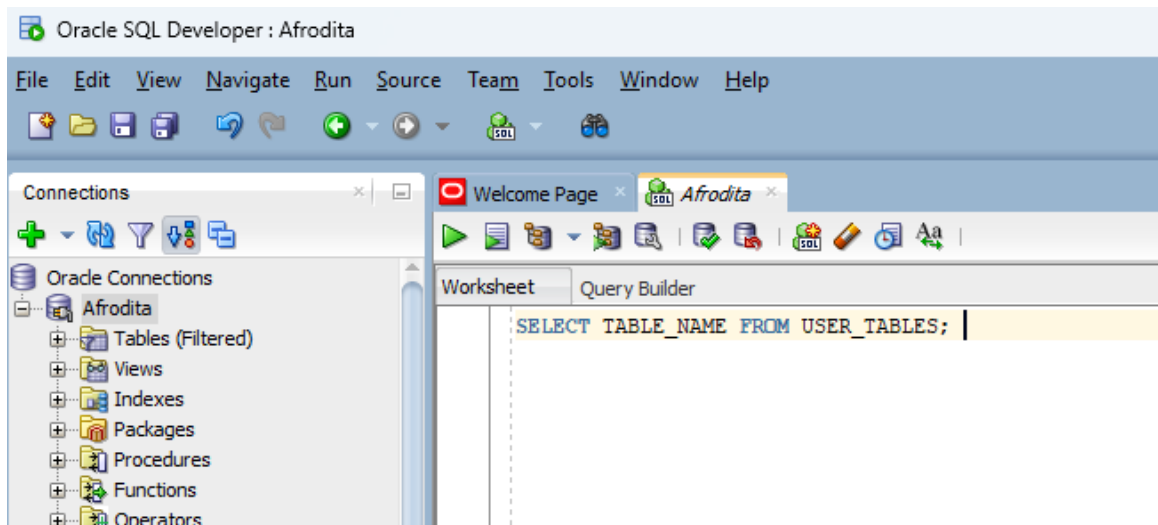 Oracle SQL Developer : Afrodita
File Edit View Navigate Run Source Team Tools Window Help
Connections
Welcome Page
Afrodita
Worksheet
Query Builder
Oracle Connections
Afrodita
Tables (Filtered)
Views
Indexes
Packages
Procedures
Functions
Operators
SELECT TABLE_NAME FROM USER_TABLES;